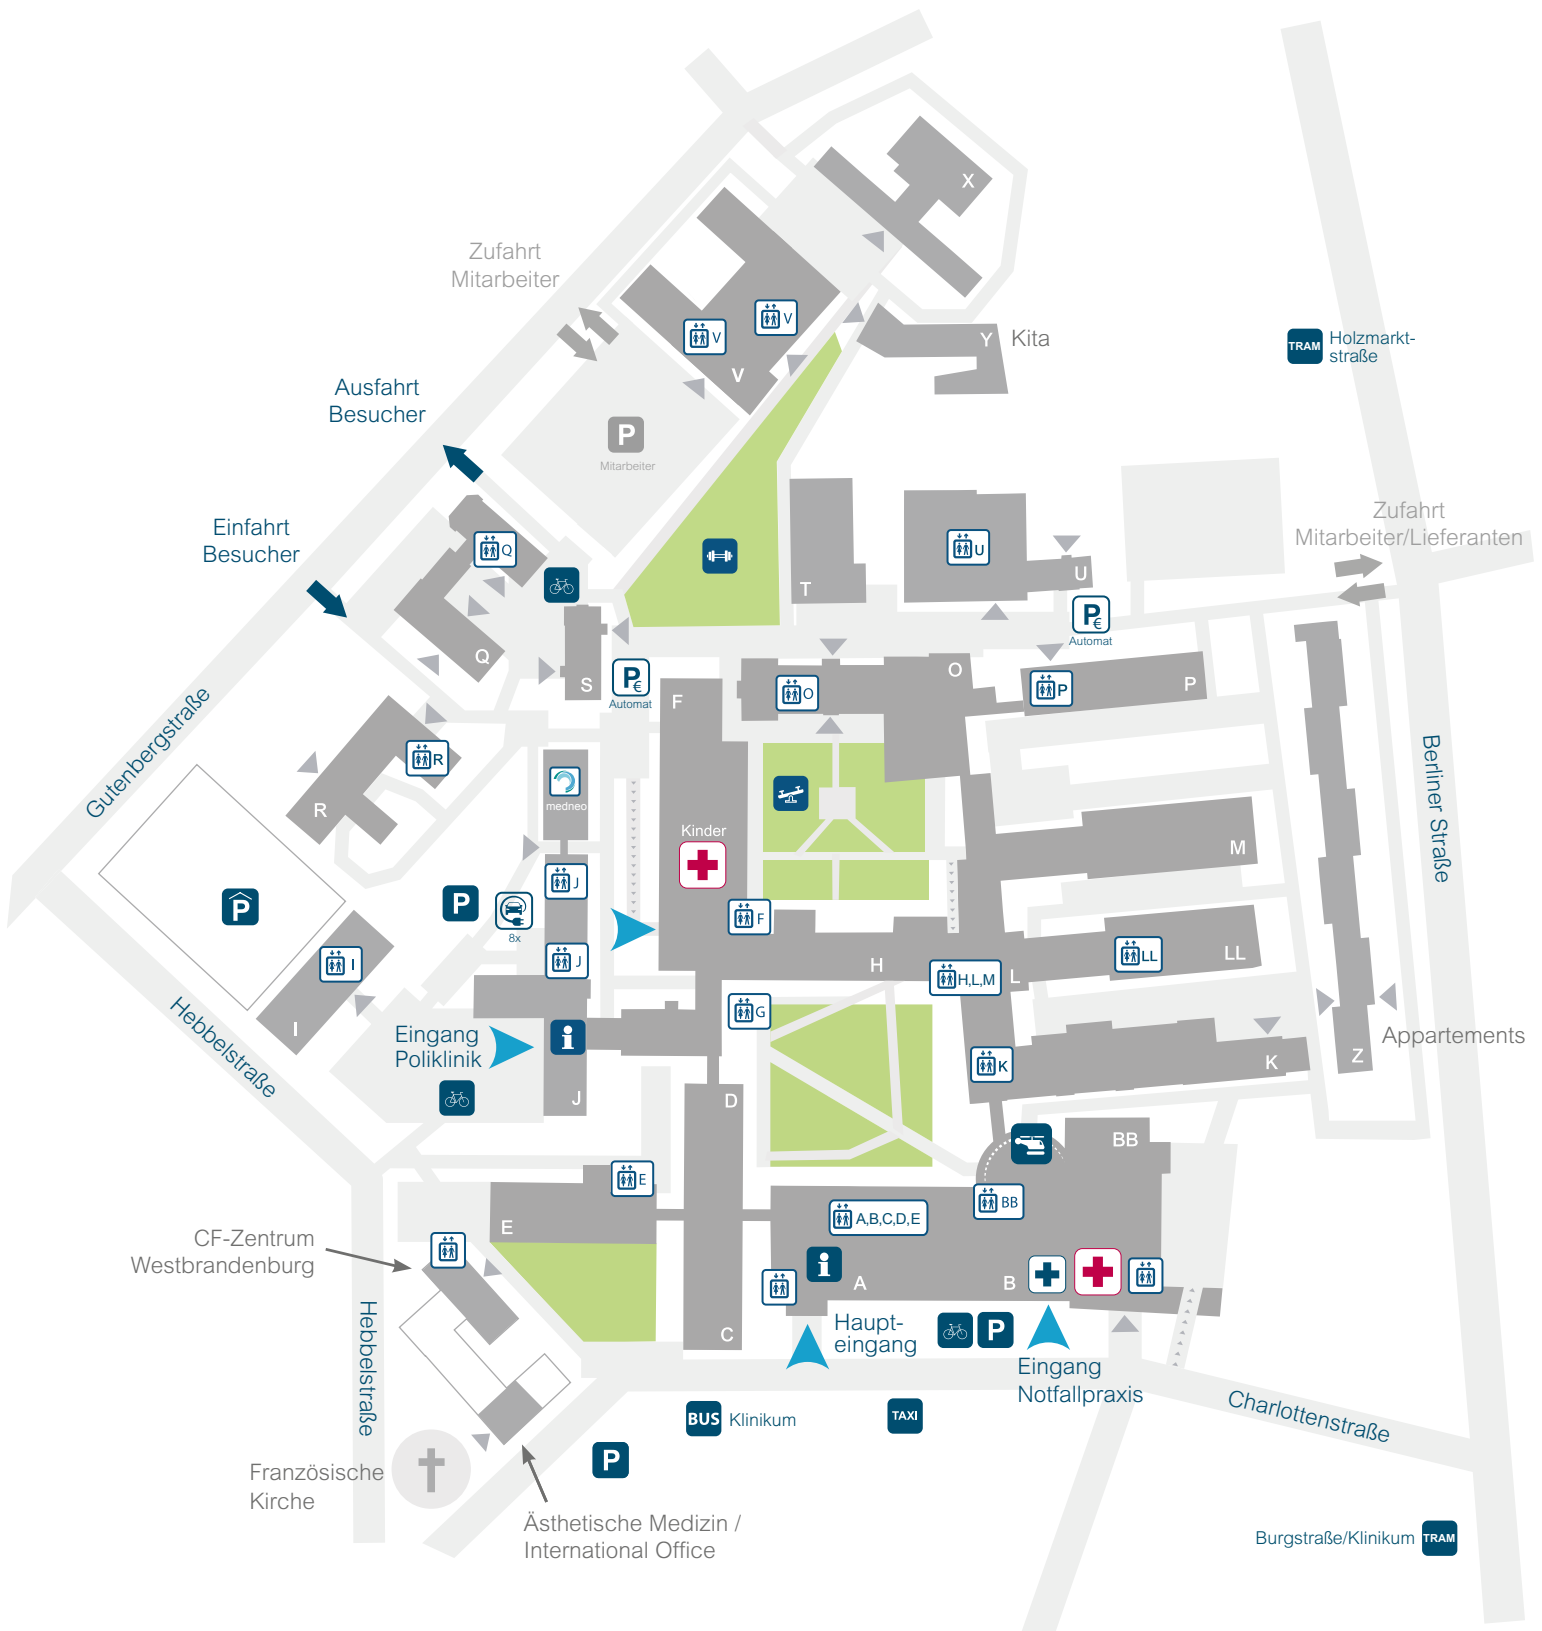 X
Zufahrt
Mitarbeiter
V
V
V
Y
Kita
TRAM
Holzmarkt-
straße
Ausfahrt
Besucher
P
Mitarbeiter
Einfahrt
Besucher
Zufahrt
Mitarbeiter/Lieferanten
Q
Q
U
U
T
P€
Automat
S
P€
Automat
F
O
O
P
P
Gutenbergstraße
R
R
medneo
Kinder
Berliner Straße
M
P
P
8x
J
J
F
I
I
H
H,L,M
L
LL
LL
G
Eingang
Poliklinik
i
J
K
K
Z
Appartements
Hebbelstraße
D
BB
BB
E
E
A,B,C,D,E
CF-Zentrum
Westbrandenburg
i
A
B
C
Haupt-
eingang
P
Eingang
Notfallpraxis
Hebbelstraße
Charlottenstraße
BUS
Klinikum
TAXI
P
Französische
Kirche
Ästhetische Medizin /
International Office
Burgstraße/Klinikum
TRAM